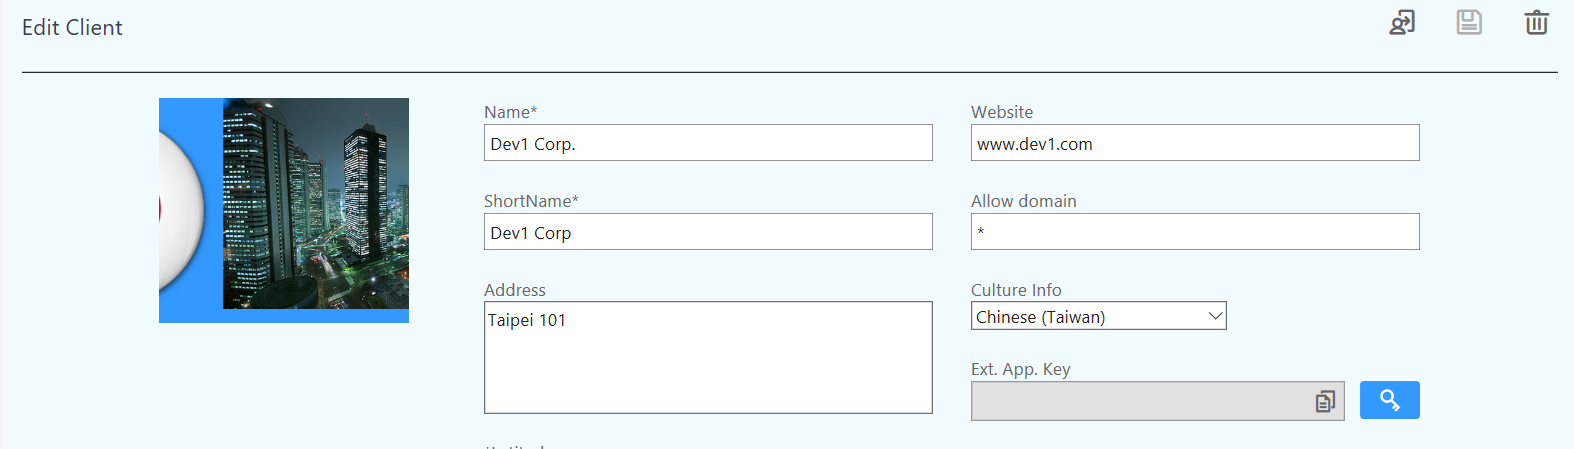 Edit Client
Name*
Dev1 Corp.
Website
www.dev1.com
ShortName*
Dev1 Corp
Allow domain
*
Address
Taipei 101
Culture Info
Chinese (Taiwan)
Ext. App. Key